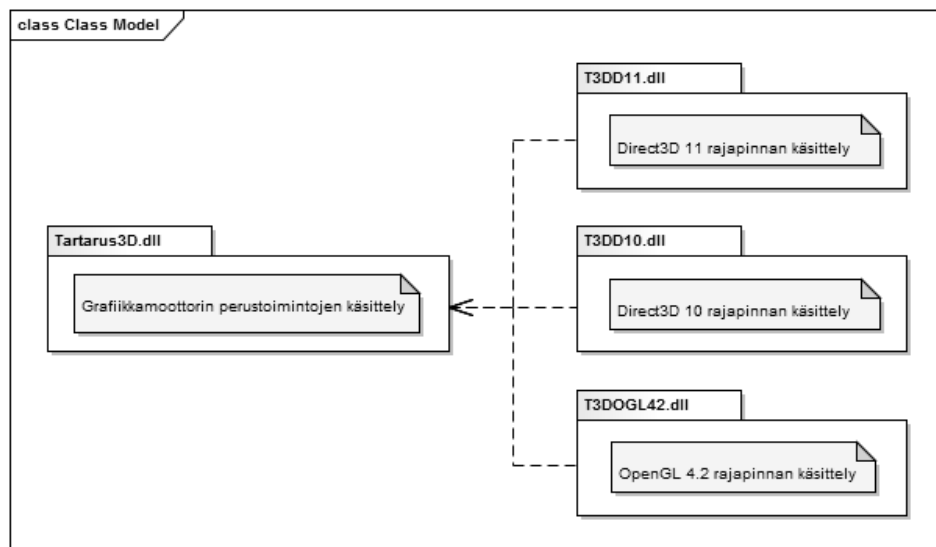 class Class Model
T3DD11.dll
Direct3D 11 rajapinnan käsittely
Tartarus3D.dll
Grafiikkamoottorin perustoimintojen käsittely
T3DD10.dll
Direct3D 10 rajapinnan käsittely
T3DOGL42.dll
OpenGL 4.2 rajapinnan käsittely